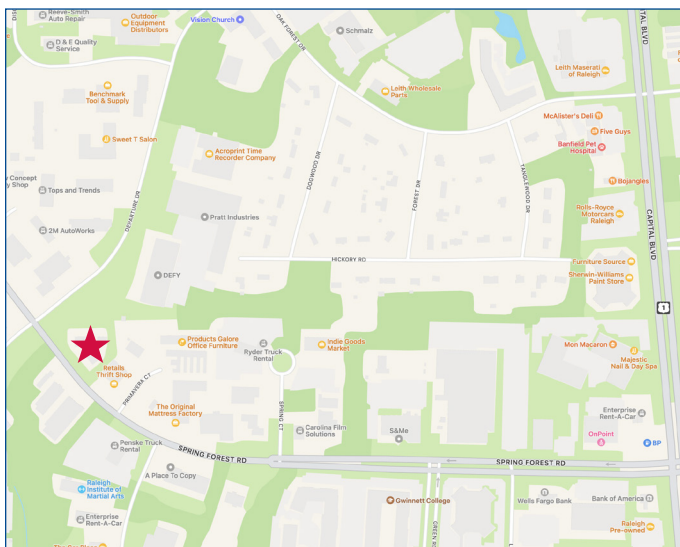 Reeve-Smith
Auto Repair
Outdoor
Equipment
Distributors
Vision Church
OAK FOREST DR
Schmalz
CAPITAL BLVD
D & E Quality
Service
Leith Maserati
of Raleigh
Benchmark
Tool & Supply
Leith Wholesale
Parts
McAlister's Deli
Five Guys
Sweet T Salon
Banfield Pet
Hospital
Acroprint Time
Recorder Company
DOGWOOD DR
FOREST DR
TANGLEWOOD DR
Bojangles
Concept
y Shop
Tops and Trends
DEPARTURE DR
Pratt Industries
Rolls-Royce
Motorcars
Raleigh
CAPITAL BLVD
2M AutoWorks
HICKORY RD
Furniture Source
DEFY
Sherwin-Williams
Paint Store
1
Products Galore
Office Furniture
Ryder Truck
Rental
Indie Goods
Market
Mon Macaron
Majestic
Nail & Day Spa
Retails
Thrift Shop
PRIMAVERA CT
The Original
Mattress Factory
SPRING CT
Carolina Film
Solutions
S&Me
Enterprise
Rent-A-Car
OnPoint
BP
Penske Truck
Rental
SPRING FOREST RD
SPRING FOREST RD
A Place To Copy
Raleigh
Institute of
Martial Arts
Gwinnett College
Wells Fargo Bank
Bank of America
Enterprise
Rent-A-Car
GREEN R
Raleigh
Pre-owned